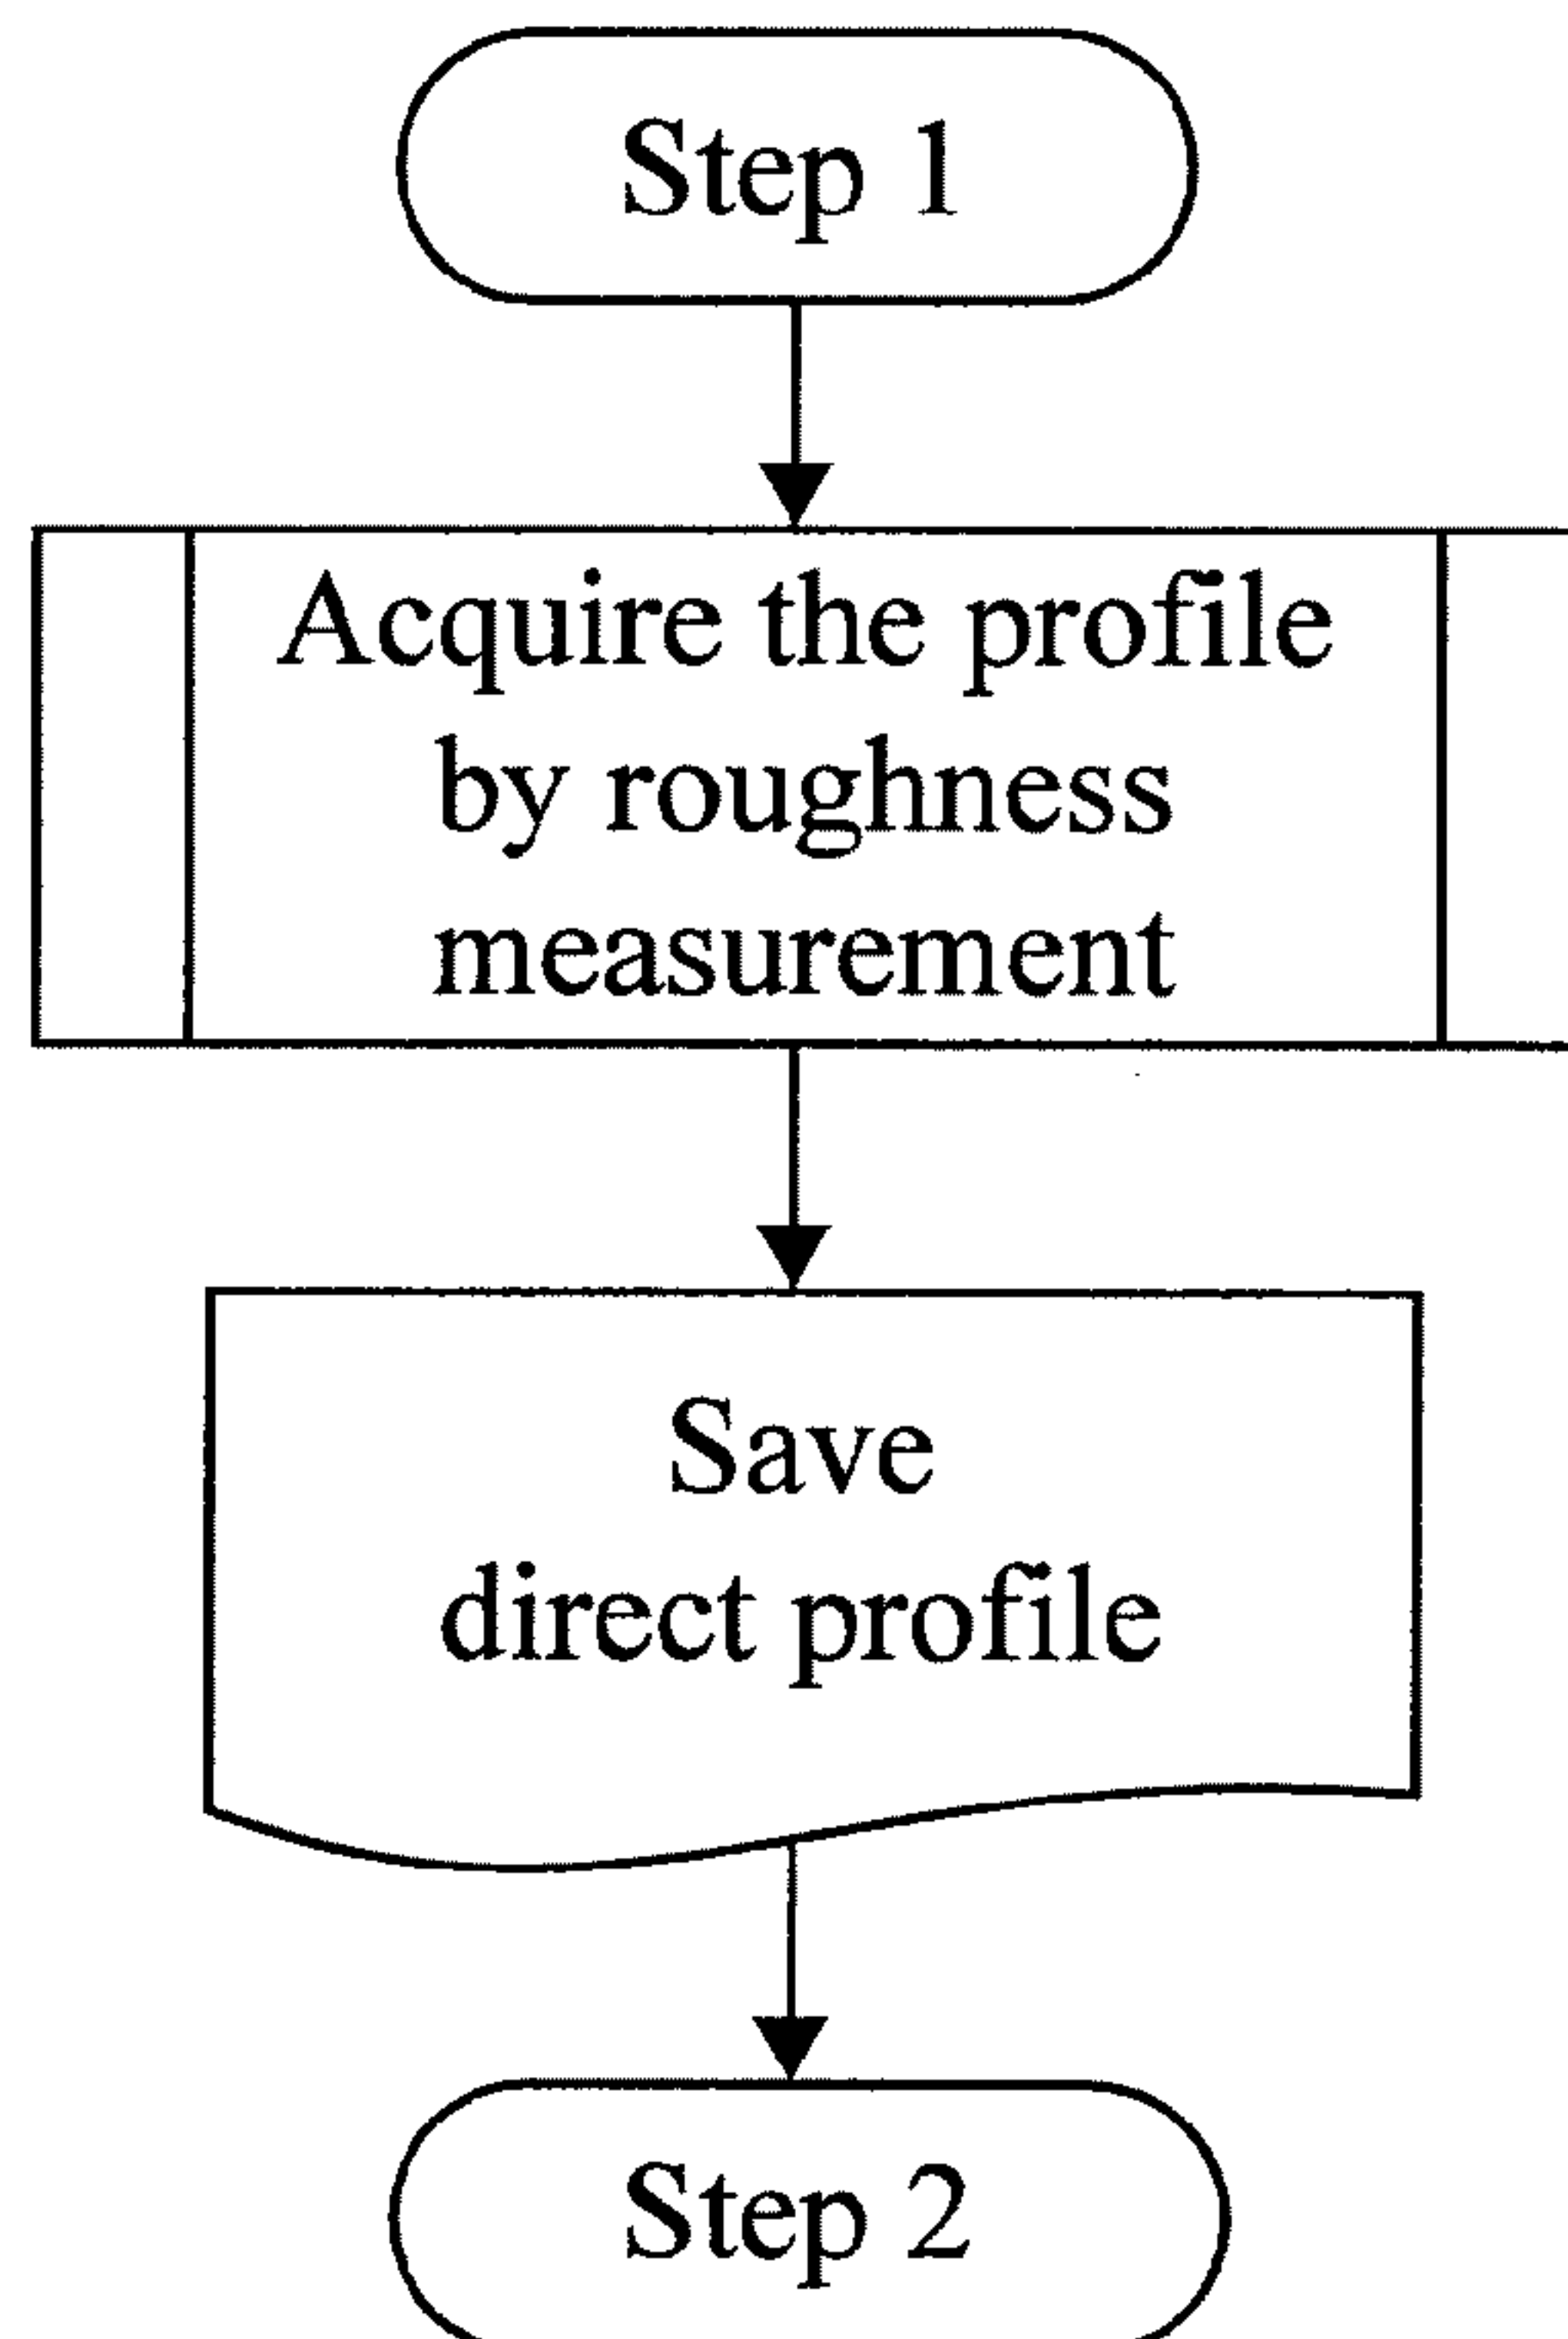 Step 1
Acquire the profile
by roughness
measurement
Save
direct profile
Step 2